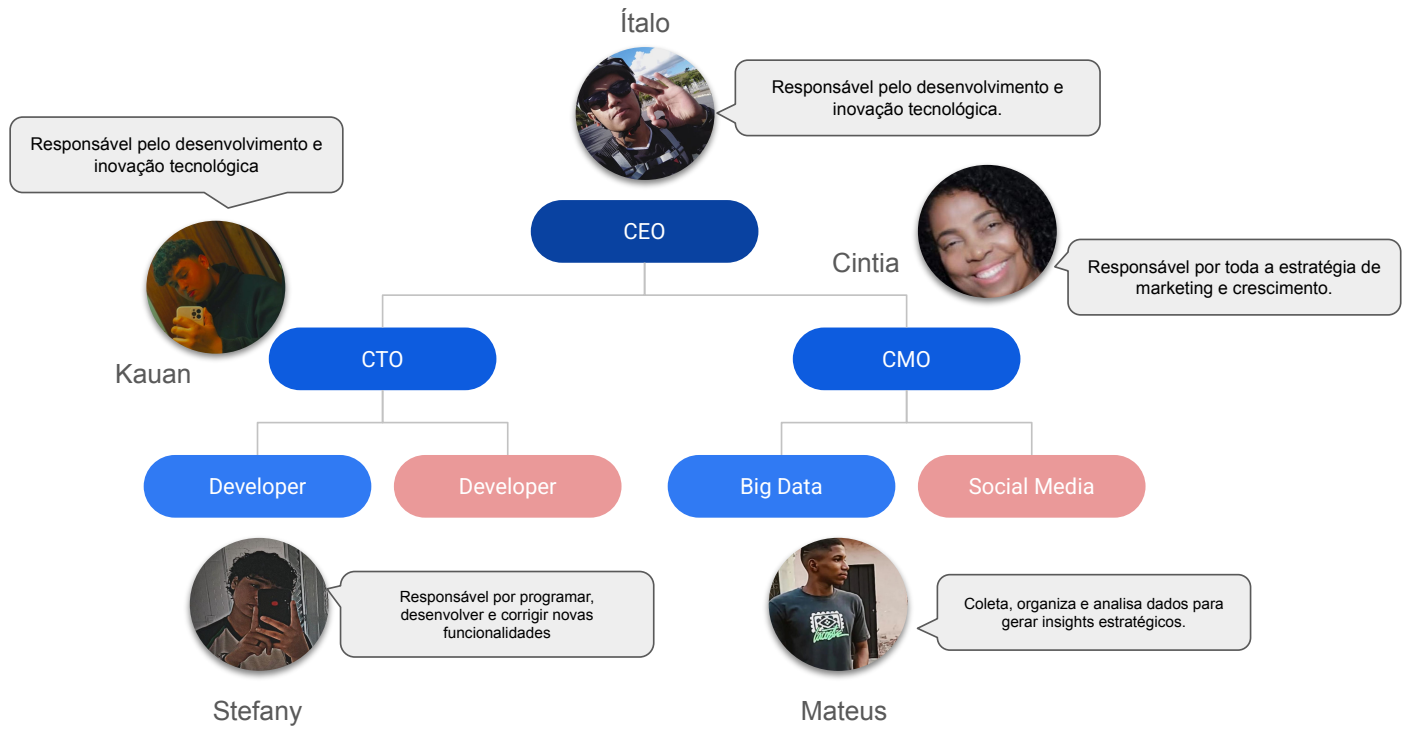 Ítalo
Responsável pelo desenvolvimento e
inovação tecnológica.
Responsável pelo desenvolvimento e
inovação tecnológica
CEO
Cintia
Responsável por toda a estratégia de
marketing e crescimento.
Kauan
CTO
CMO
Developer
Developer
Big Data
Social Media
Responsável por programar,
desenvolver e corrigir novas
funcionalidades
Coleta, organiza e analisa dados para
gerar insights estratégicos.
Stefany
Mateus